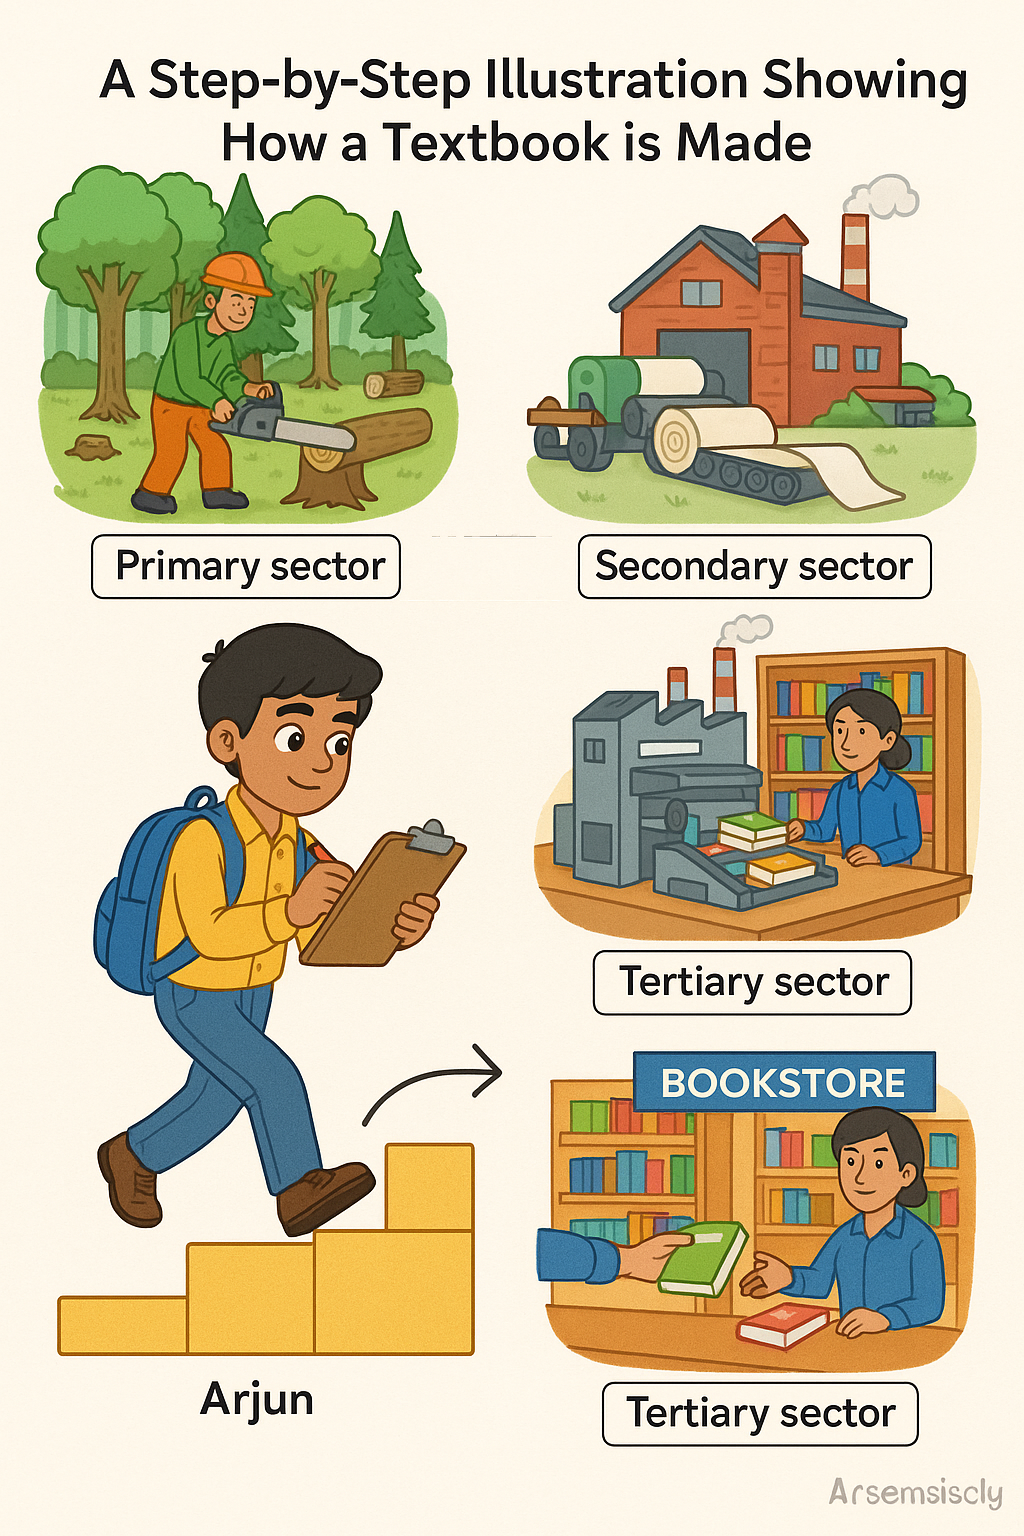 A Step-by-Step Illustration Showing
How a Textbook is Made
Primary sector
Secondary sector
Tertiary sector
BOOKSTORE
Tertiary sector
Arjun
Arsemsiscly